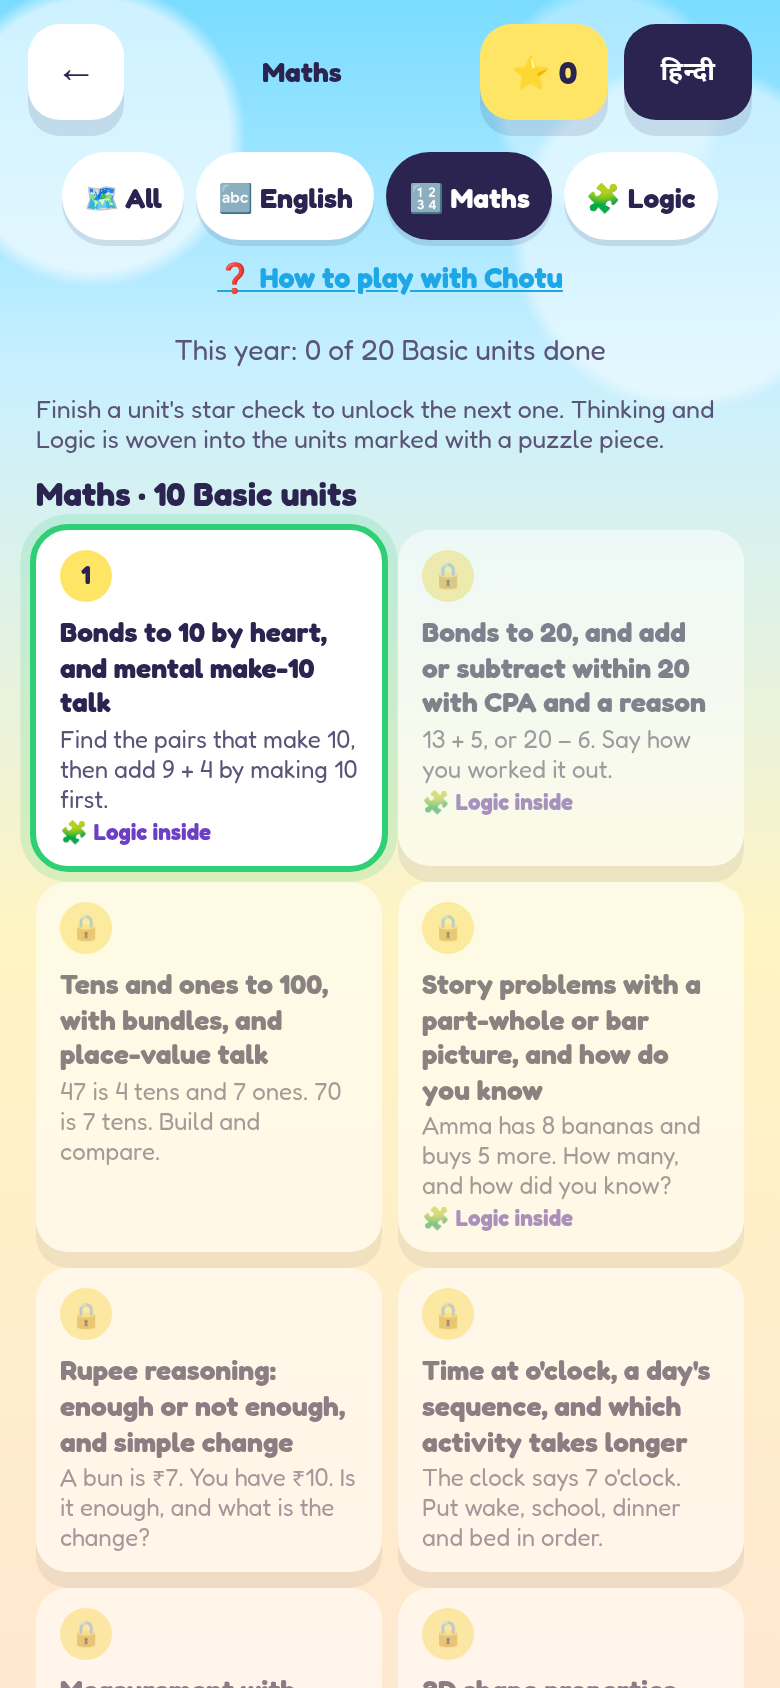 ←
Maths
⭐ 0
हिन्दी
🗺️ All
🔤 English
🔢 Maths
🧩 Logic
❓ How to play with Chotu
This year: 0 of 20 Basic units done
Finish a unit's star check to unlock the next one. Thinking and
Logic is woven into the units marked with a puzzle piece.
Maths · 10 Basic units
1
Bonds to 10 by heart,
and mental make-10
talk
Find the pairs that make 10,
then add 9 + 4 by making 10
first.
🧩 Logic inside
🔒
Bonds to 20, and add
or subtract within 20
with CPA and a reason
13 + 5, or 20 – 6. Say how
you worked it out.
🧩 Logic inside
🔒
Tens and ones to 100,
with bundles, and
place-value talk
47 is 4 tens and 7 ones. 70
is 7 tens. Build and
compare.
🔒
Story problems with a
part-whole or bar
picture, and how do
you know
Amma has 8 bananas and
buys 5 more. How many,
and how did you know?
🧩 Logic inside
🔒
Rupee reasoning:
enough or not enough,
and simple change
A bun is ₹7. You have ₹10. Is
it enough, and what is the
change?
🔒
Time at o'clock, a day's
sequence, and which
activity takes longer
The clock says 7 o'clock.
Put wake, school, dinner
and bed in order.
🔒
Measurement with
🔒